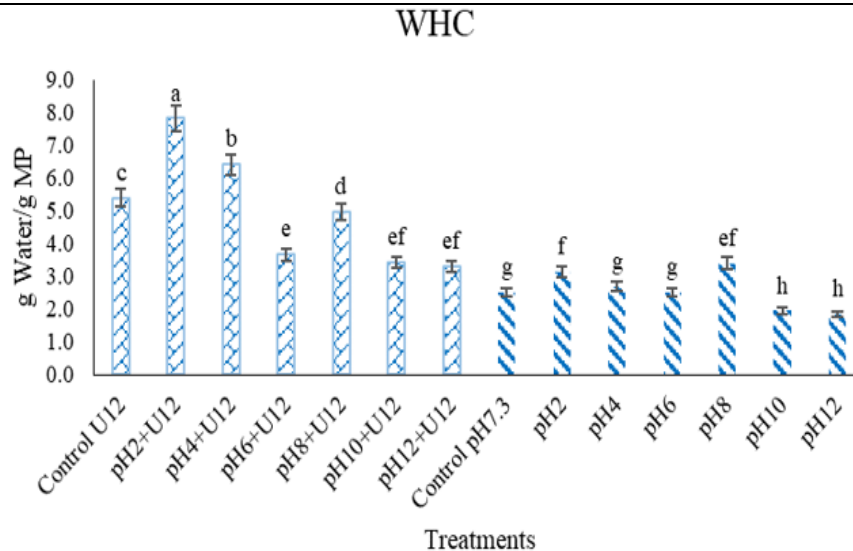 WHC
g Water/g MP
9.0
8.0
7.0
6.0
5.0
4.0
3.0
2.0
1.0
0.0
c
a
b
e
d
ef
ef
g
f
g
g
ef
h
h
Control U12
pH2+U12
pH4+U12
pH6+U12
pH8+U12
pH10+U12
pH12+U12
Control pH7.3
pH2
pH4
pH6
pH8
pH10
pH12
Treatments